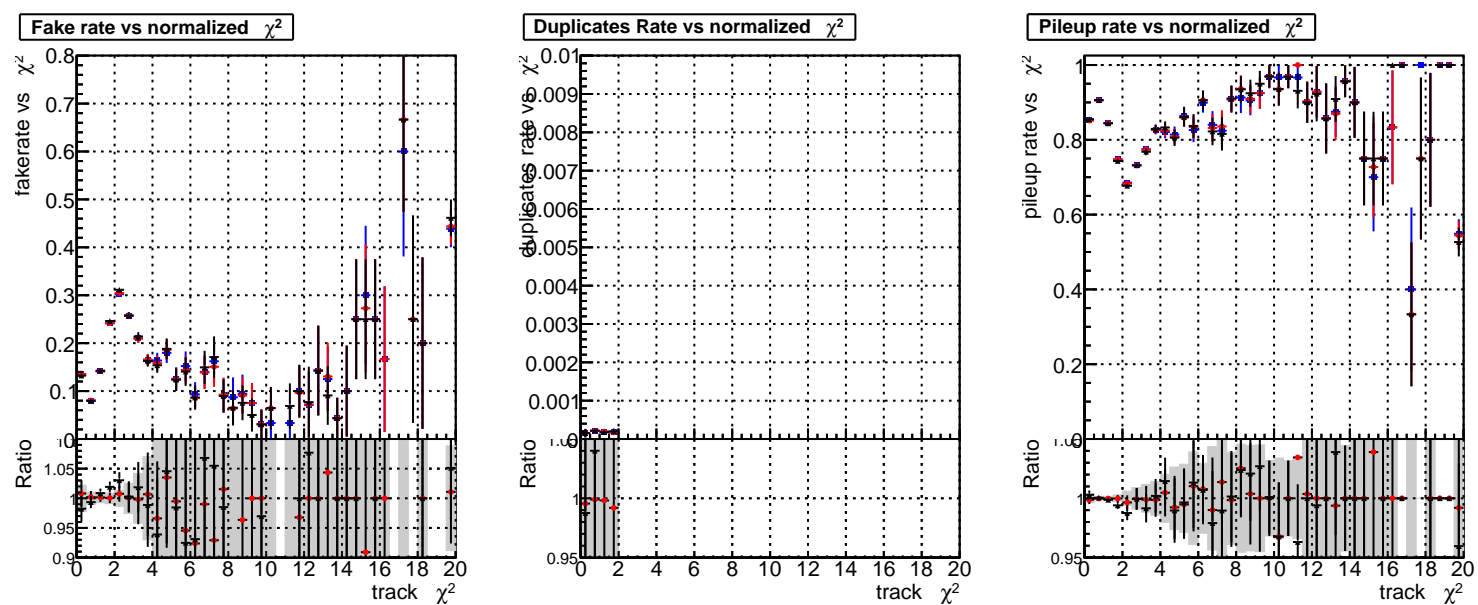 Fake rate vs normalized χ²
fakerate vs χ²
0.8
0.7
0.6
0.5
0.4
0.3
0.2
0.1
0
Ratio
1.05
1
0.95
0.9
0 2 4 6 8 10 12 14 16 18 20
track χ²
Duplicates Rate vs normalized χ²
duplicates rate vs χ²
0.01
0.009
0.008
0.007
0.006
0.005
0.004
0.003
0.002
0.001
Ratio
1
0.95
0 2 4 6 8 10 12 14 16 18 20
track χ²
Pileup rate vs normalized χ²
pileup rate vs χ²
1
0.8
0.6
0.4
0.2
Ratio
1
0.95
0 2 4 6 8 10 12 14 16 18 20
track χ²